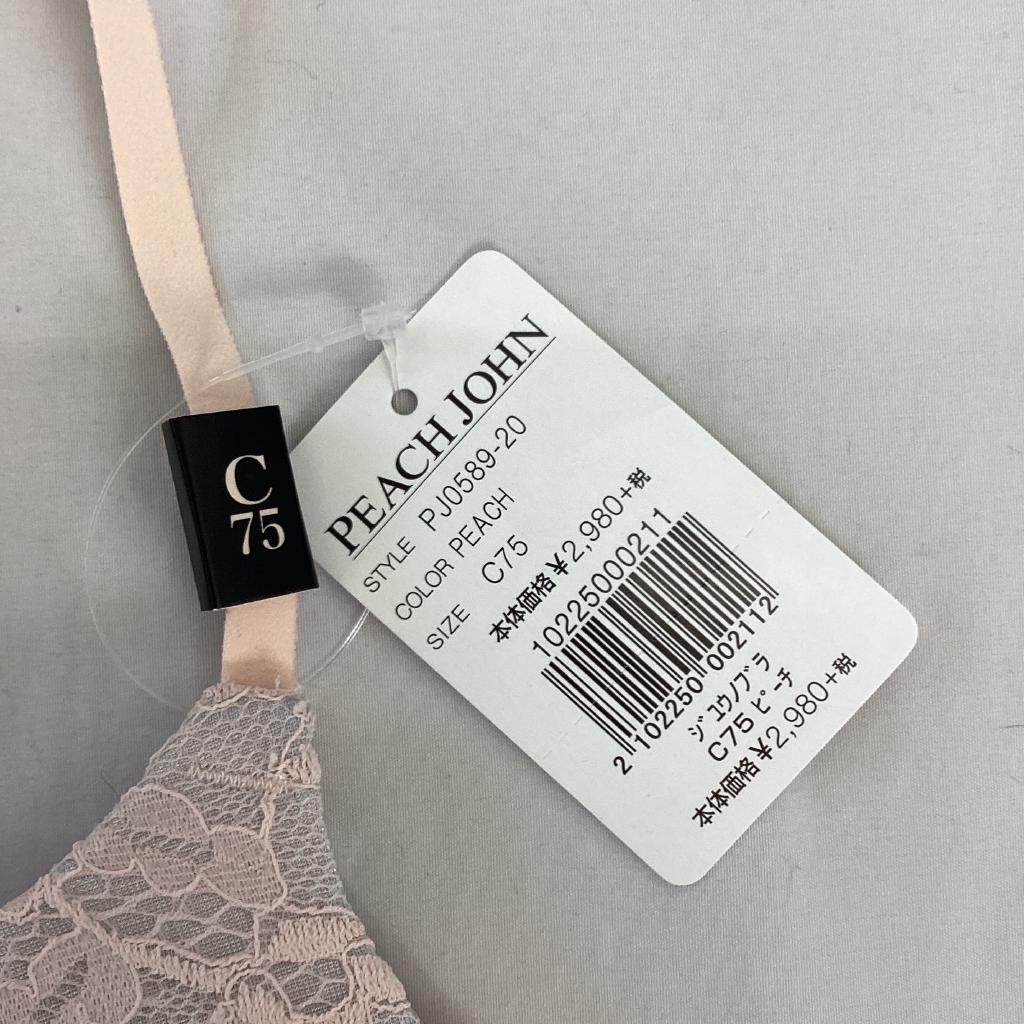 C
75
PEACH JOHN
STYLE PJ0589-20
COLOR PEACH
SIZE C75
本体価格¥2,980+税
102250000211
2 102250 002112
ジユウノブラ
C75 ピーチ
本体価格¥2,980+税